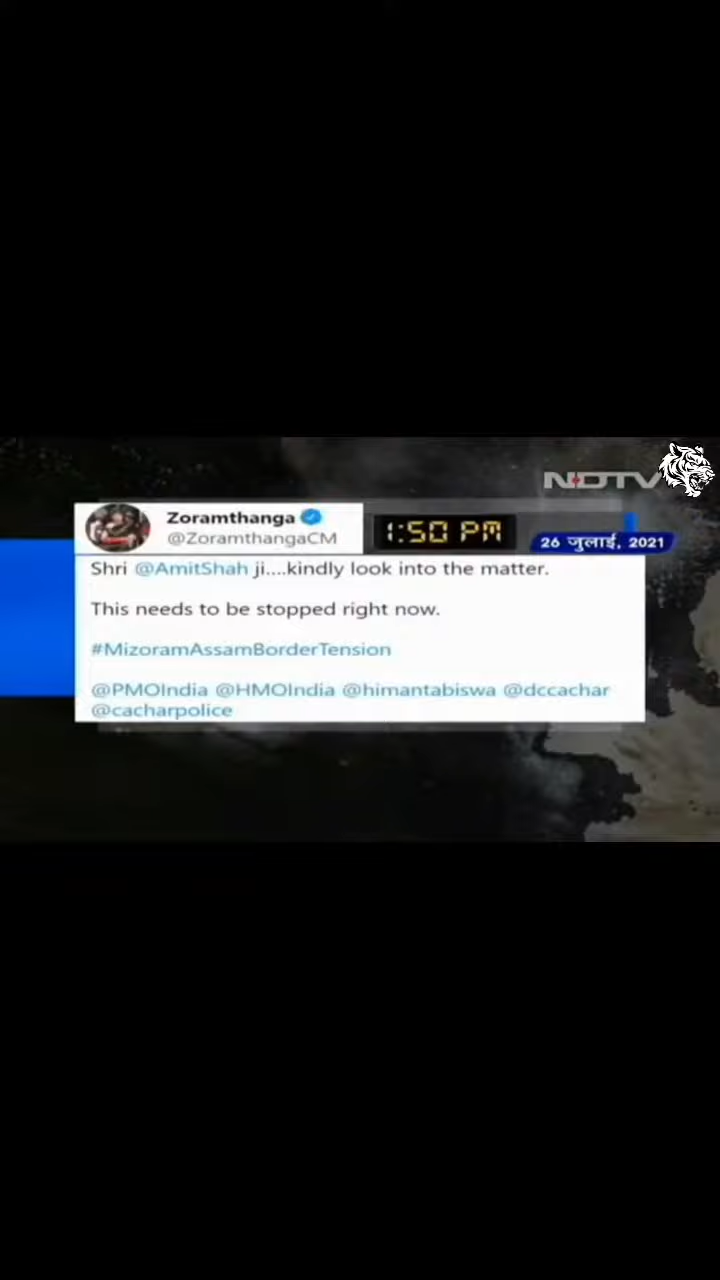 NDTV
Zoramthanga
@ZoramthangaCM
1:50 PM
26 जुलाई, 2021
Shri @AmitShah ji....kindly look into the matter.
This needs to be stopped right now.
#MizoramAssamBorderTension
@PMOIndia @HMOIndia @himantabiswa @dccachar
@cacharpolice